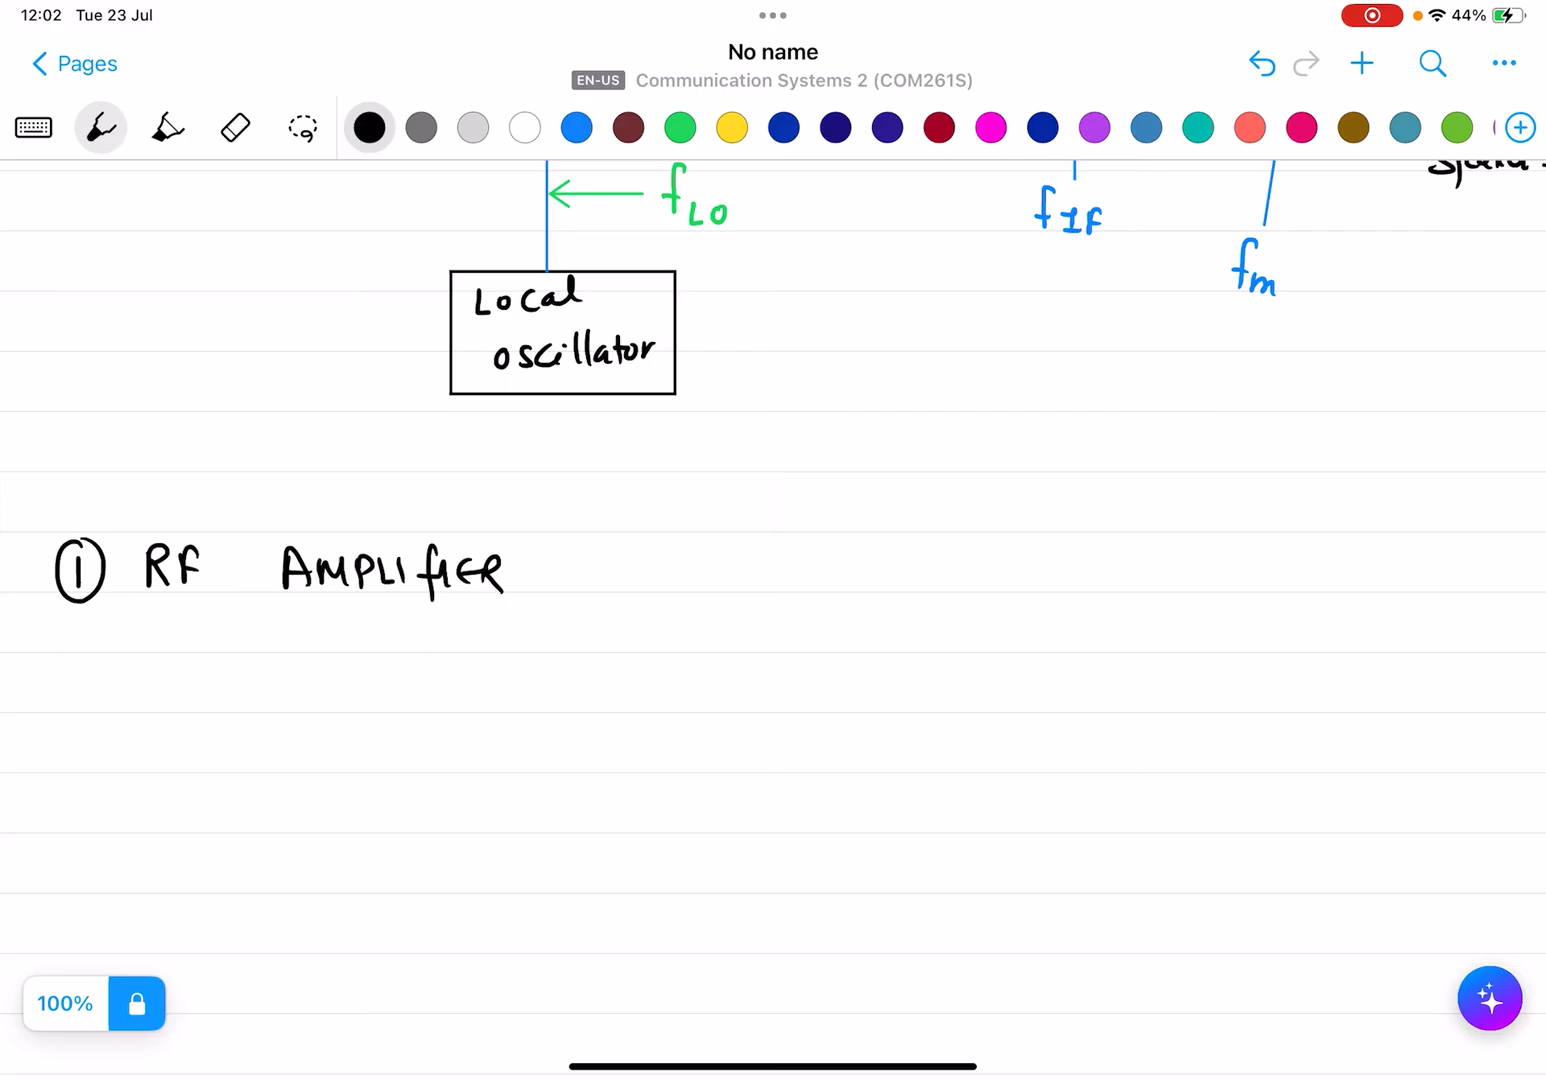 12:02 Tue 23 Jul
44%
Pages
No name
EN-US Communication Systems 2 (COM261S)
fLO
fIF
fm
Local
oscillator
① RF AMPLIfIER
100%